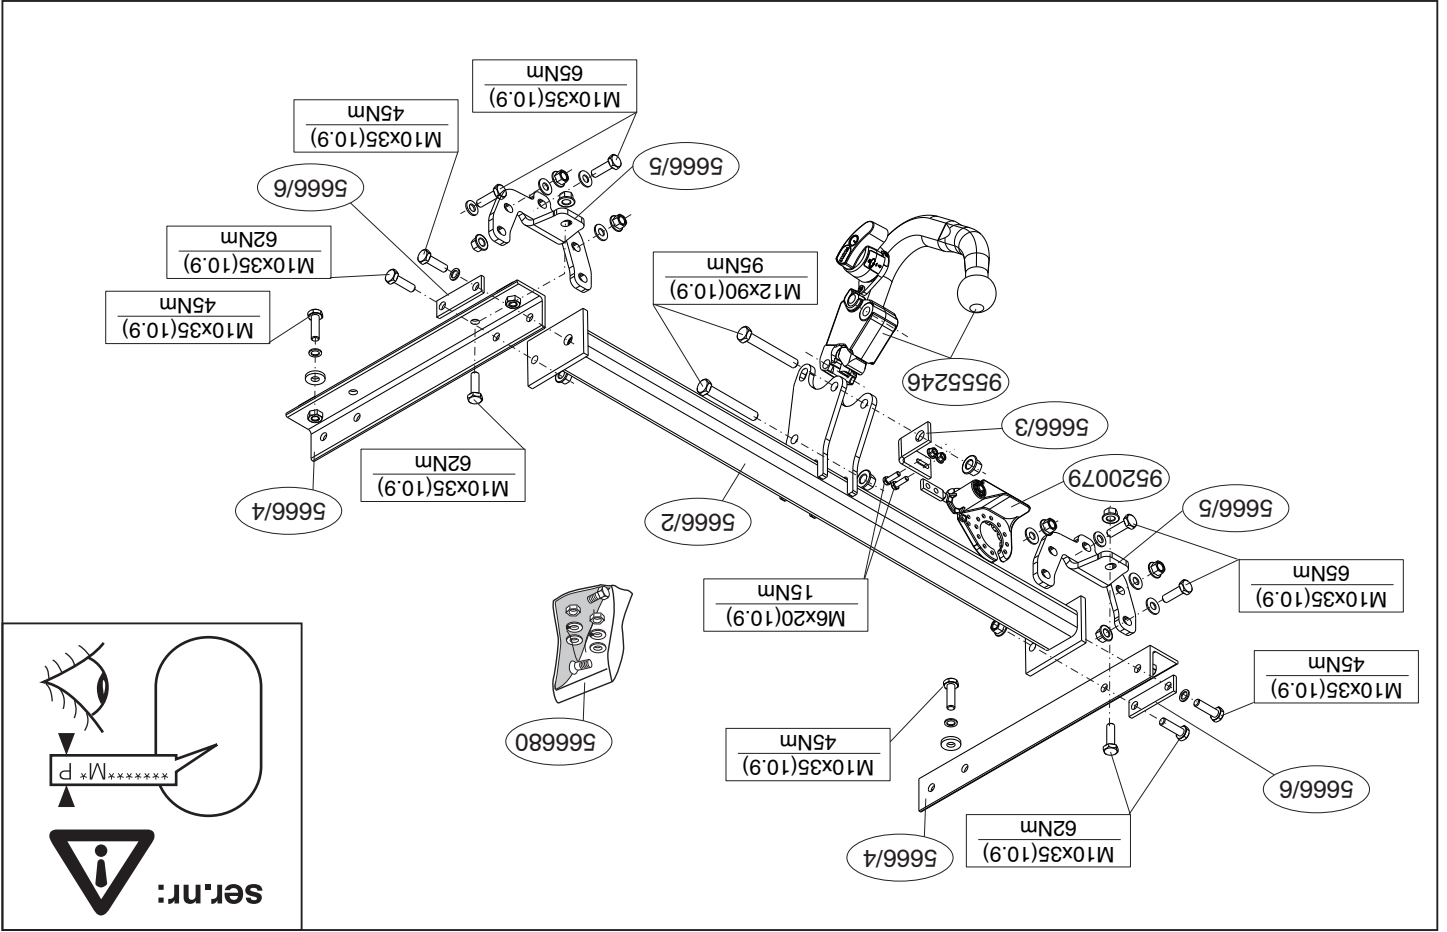 ser.nr:
5666/4
M10x35(10.9)
62Nm
5666/6
*******M* P
M10x35(10.9)
45Nm
566680
M10x35(10.9)
45Nm
M6x20(10.9)
15Nm
M10x35(10.9)
65Nm
5666/2
5666/5
5666/4
9520079
M10x35(10.9)
62Nm
5666/3
9555246
M10x35(10.9)
45Nm
M12x90(10.9)
95Nm
M10x35(10.9)
62Nm
5666/6
5666/5
M10x35(10.9)
45Nm
M10x35(10.9)
65Nm